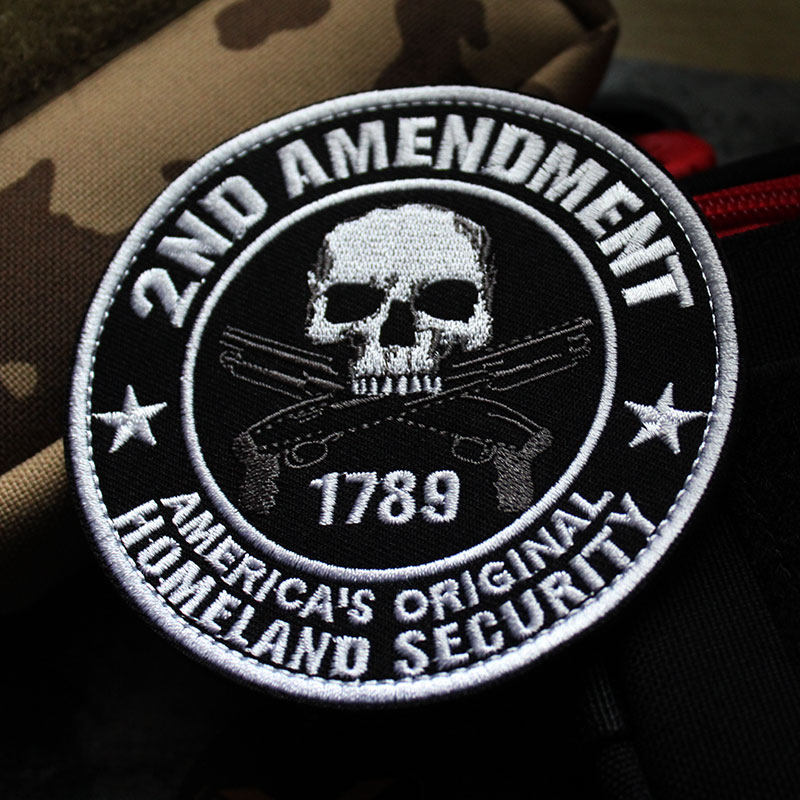 2ND AMENDMENT
1789
AMERICA'S ORIGINAL
HOMELAND SECURITY